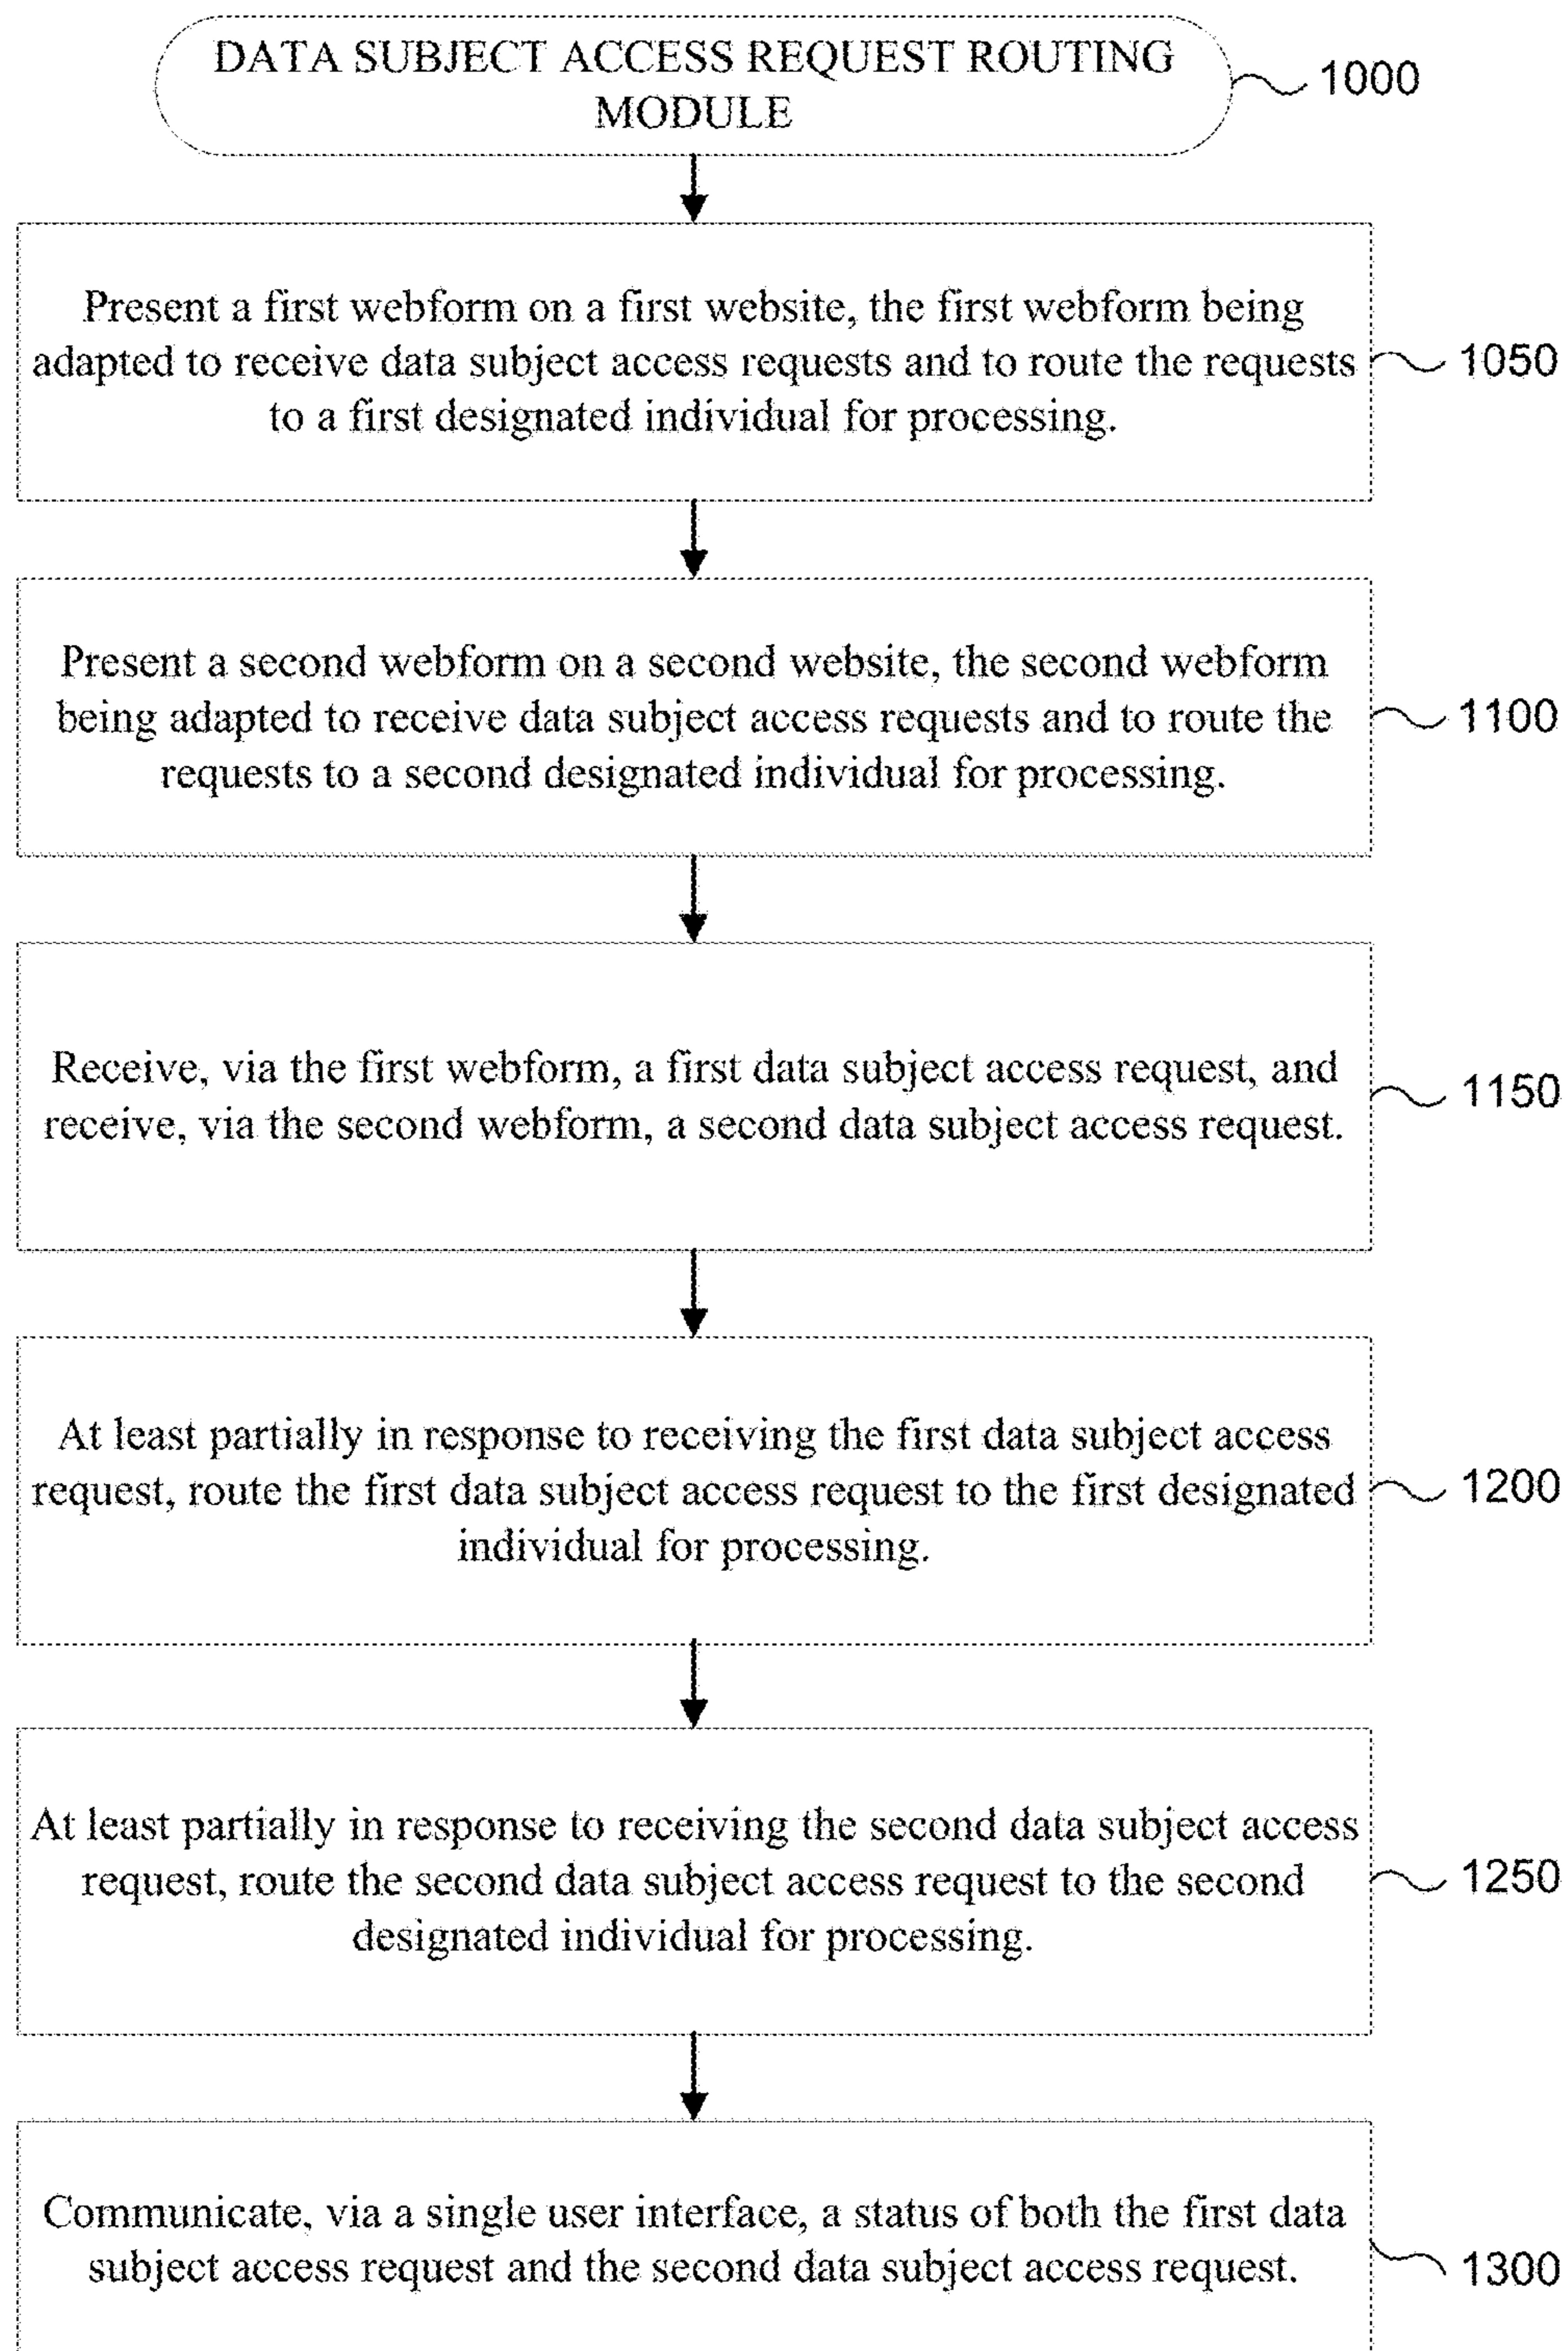 DATA SUBJECT ACCESS REQUEST ROUTING
MODULE
1000
Present a first webform on a first website, the first webform being
adapted to receive data subject access requests and to route the requests
to a first designated individual for processing.
1050
Present a second webform on a second website, the second webform
being adapted to receive data subject access requests and to route the
requests to a second designated individual for processing.
1100
Receive, via the first webform, a first data subject access request, and
receive, via the second webform, a second data subject access request.
1150
At least partially in response to receiving the first data subject access
request, route the first data subject access request to the first designated
individual for processing.
1200
At least partially in response to receiving the second data subject access
request, route the second data subject access request to the second
designated individual for processing.
1250
Communicate, via a single user interface, a status of both the first data
subject access request and the second data subject access request.
1300